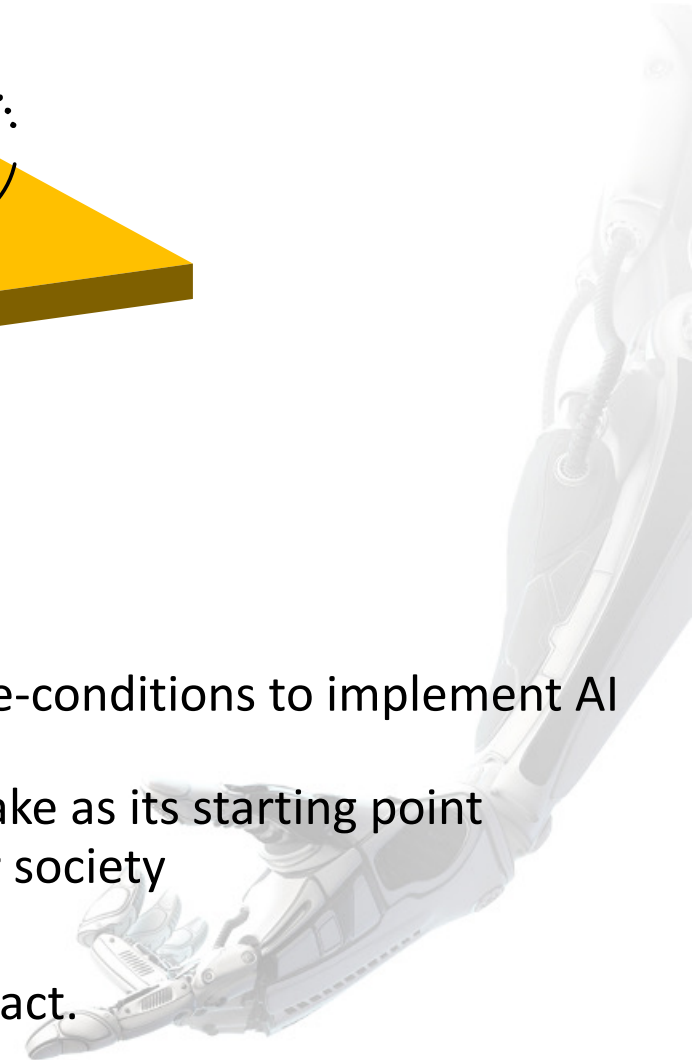 e-conditions to implement AI
ake as its starting point
society
act.